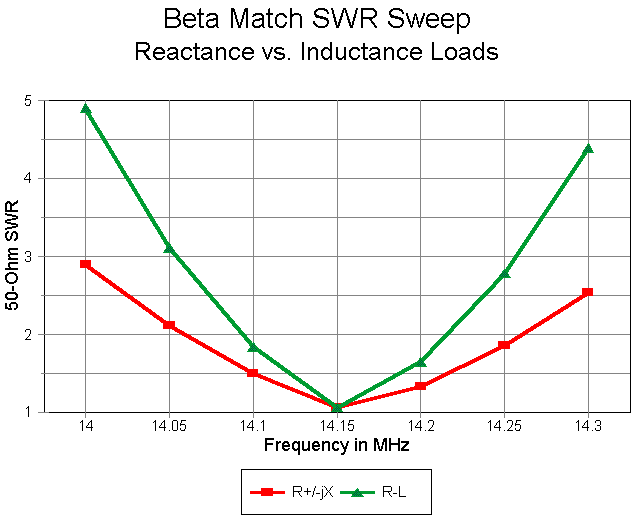 Beta Match SWR Sweep
Reactance vs. Inductance Loads
5
4
3
2
1
50-Ohm SWR
14 14.05 14.1 14.15 14.2 14.25 14.3
Frequency in MHz
R+/-jX R-L